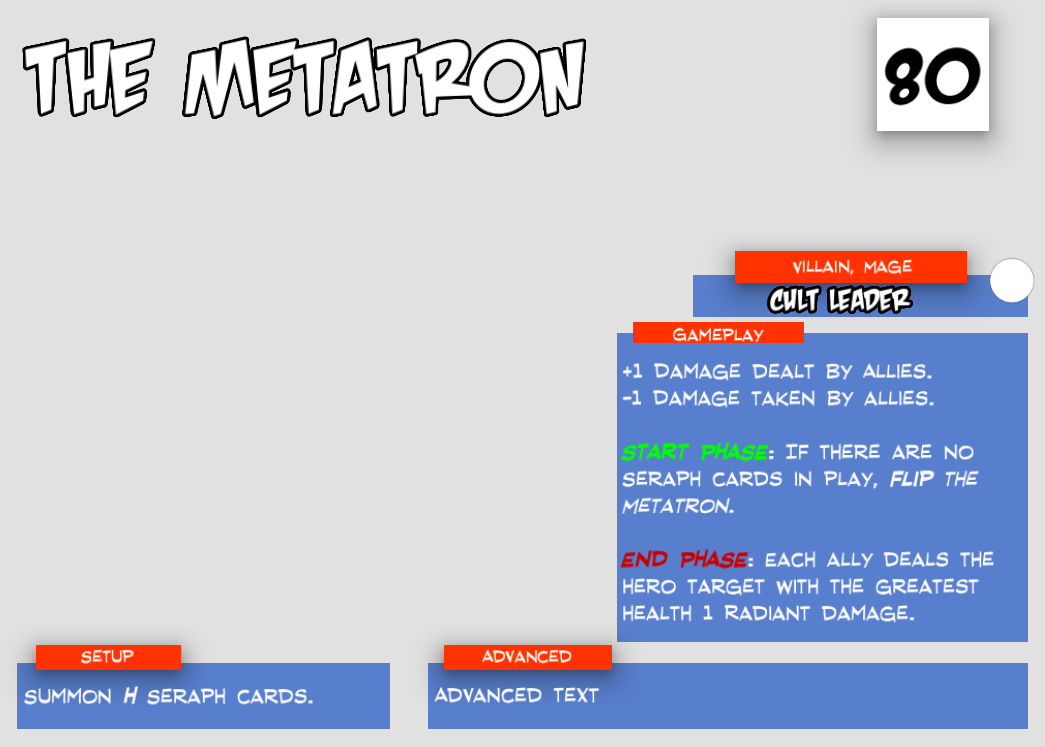 THE METATRON
80
VILLAIN, MAGE
CULT LEADER
GAMEPLAY
+1 DAMAGE DEALT BY ALLIES.
-1 DAMAGE TAKEN BY ALLIES.
START PHASE: IF THERE ARE NO
SERAPH CARDS IN PLAY, FLIP THE
METATRON.
END PHASE: EACH ALLY DEALS THE
HERO TARGET WITH THE GREATEST
HEALTH 1 RADIANT DAMAGE.
SETUP
SUMMON H SERAPH CARDS.
ADVANCED
ADVANCED TEXT